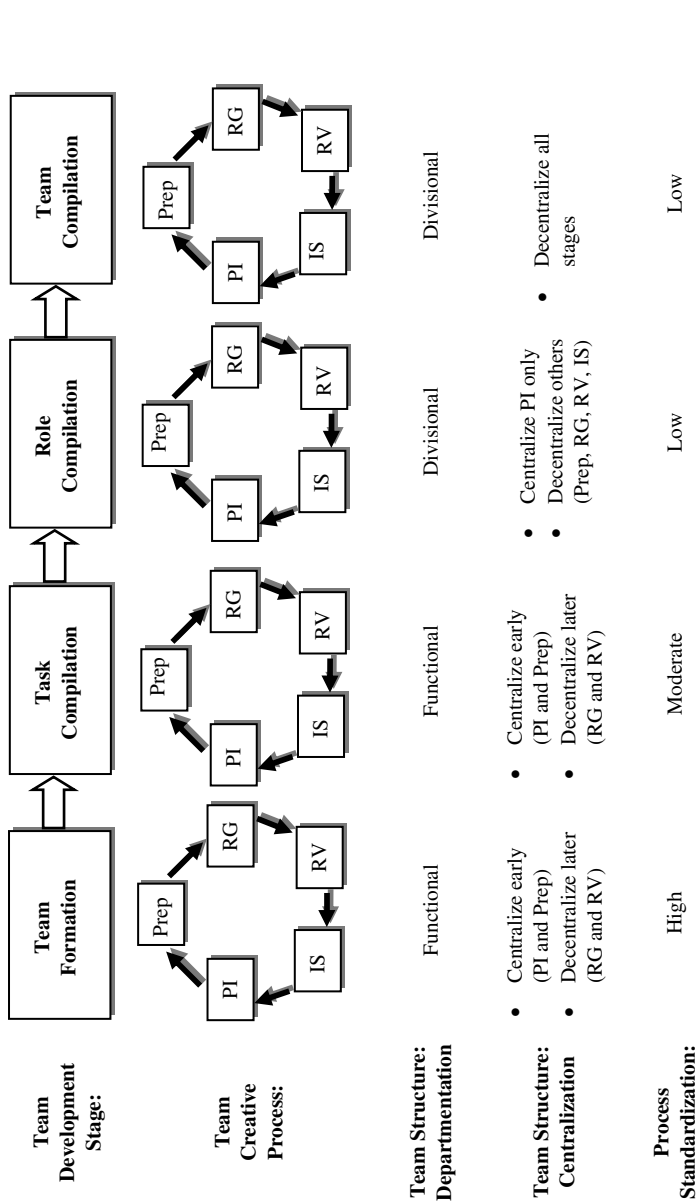 Team
Development
Stage:
Team
Formation
Task
Compilation
Role
Compilation
Team
Compilation
Team
Creative
Process:
Prep
PI
RG
IS
RV
Prep
PI
RG
IS
RV
Prep
PI
RG
IS
RV
Prep
PI
RG
IS
RV
Team Structure:
Departmentation
Functional
Functional
Divisional
Divisional
Team Structure:
Centralization
• Centralize early
(PI and Prep)
• Decentralize later
(RG and RV)
• Centralize early
(PI and Prep)
• Decentralize later
(RG and RV)
• Centralize PI only
• Decentralize others
(Prep, RG, RV, IS)
• Decentralize all
stages
Process
Standardization:
High
Moderate
Low
Low